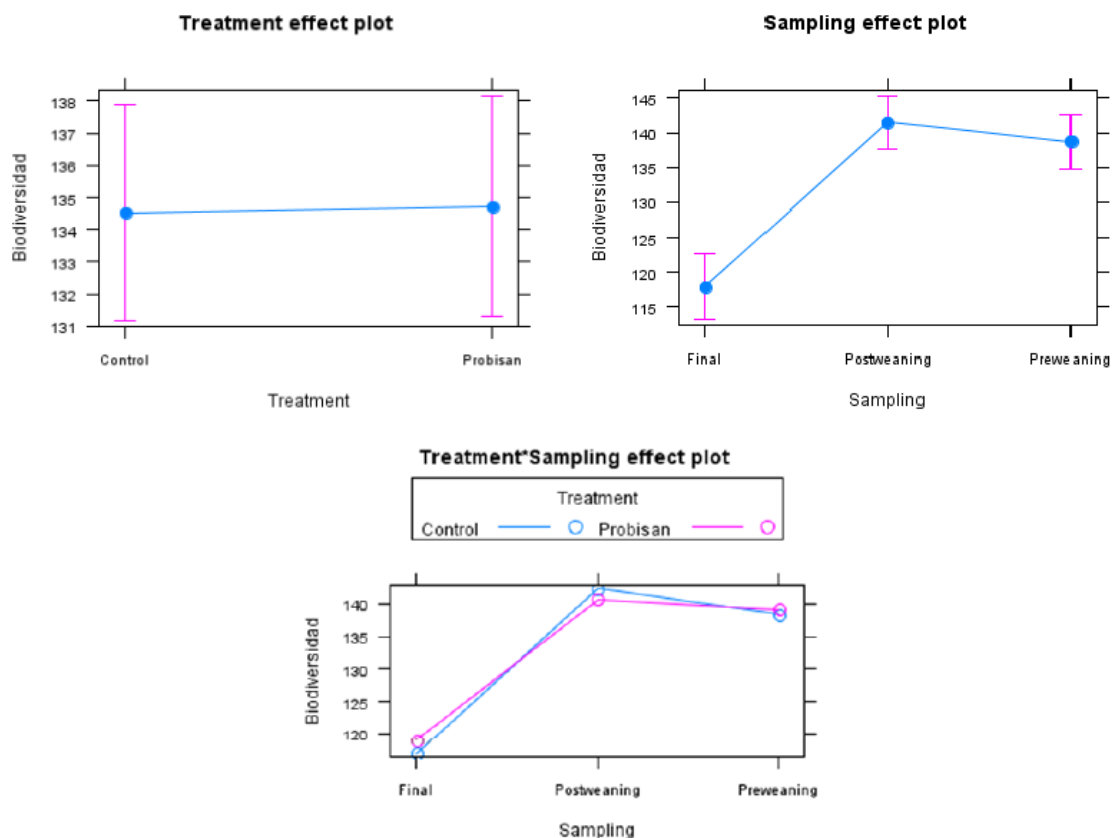 Treatment effect plot
138
137
136
135
134
133
132
131
Biodiversidad
Control Probisan
Treatment
Sampling effect plot
145
140
135
130
125
120
115
Biodiversidad
Final Postweaning Preweaning
Sampling
Treatment*Sampling effect plot
Treatment
Control Probisan
140
135
130
125
120
Biodiversidad
Final Postweaning Preweaning
Sampling